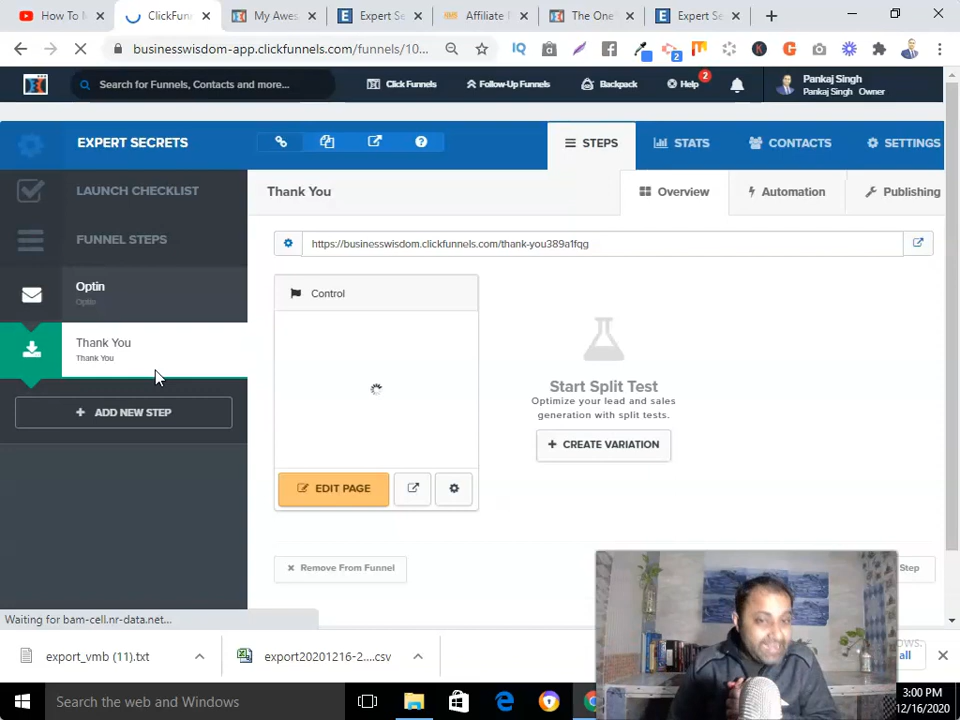 How To M
ClickFunn
My Awes
Expert Se
Affiliate
The One
Expert Se
businesswisdom-app.clickfunnels.com/funnels/10...
Search for Funnels, Contacts and more...
Click Funnels
Follow-Up Funnels
Backpack
Help
2
Pankaj Singh
Pankaj Singh Owner
EXPERT SECRETS
STEPS
STATS
CONTACTS
SETTINGS
LAUNCH CHECKLIST
Thank You
Overview
Automation
Publishing
FUNNEL STEPS
https://businesswisdom.clickfunnels.com/thank-you389a1fqg
Optin
Optin
Control
Thank You
Thank You
Start Split Test
Optimize your lead and sales
generation with split tests.
ADD NEW STEP
CREATE VARIATION
EDIT PAGE
Remove From Funnel
Step
Waiting for bam-cell.nr-data.net...
export_vmb (11).txt
export20201216-2....csv
all
Search the web and Windows
3:00 PM
12/16/2020